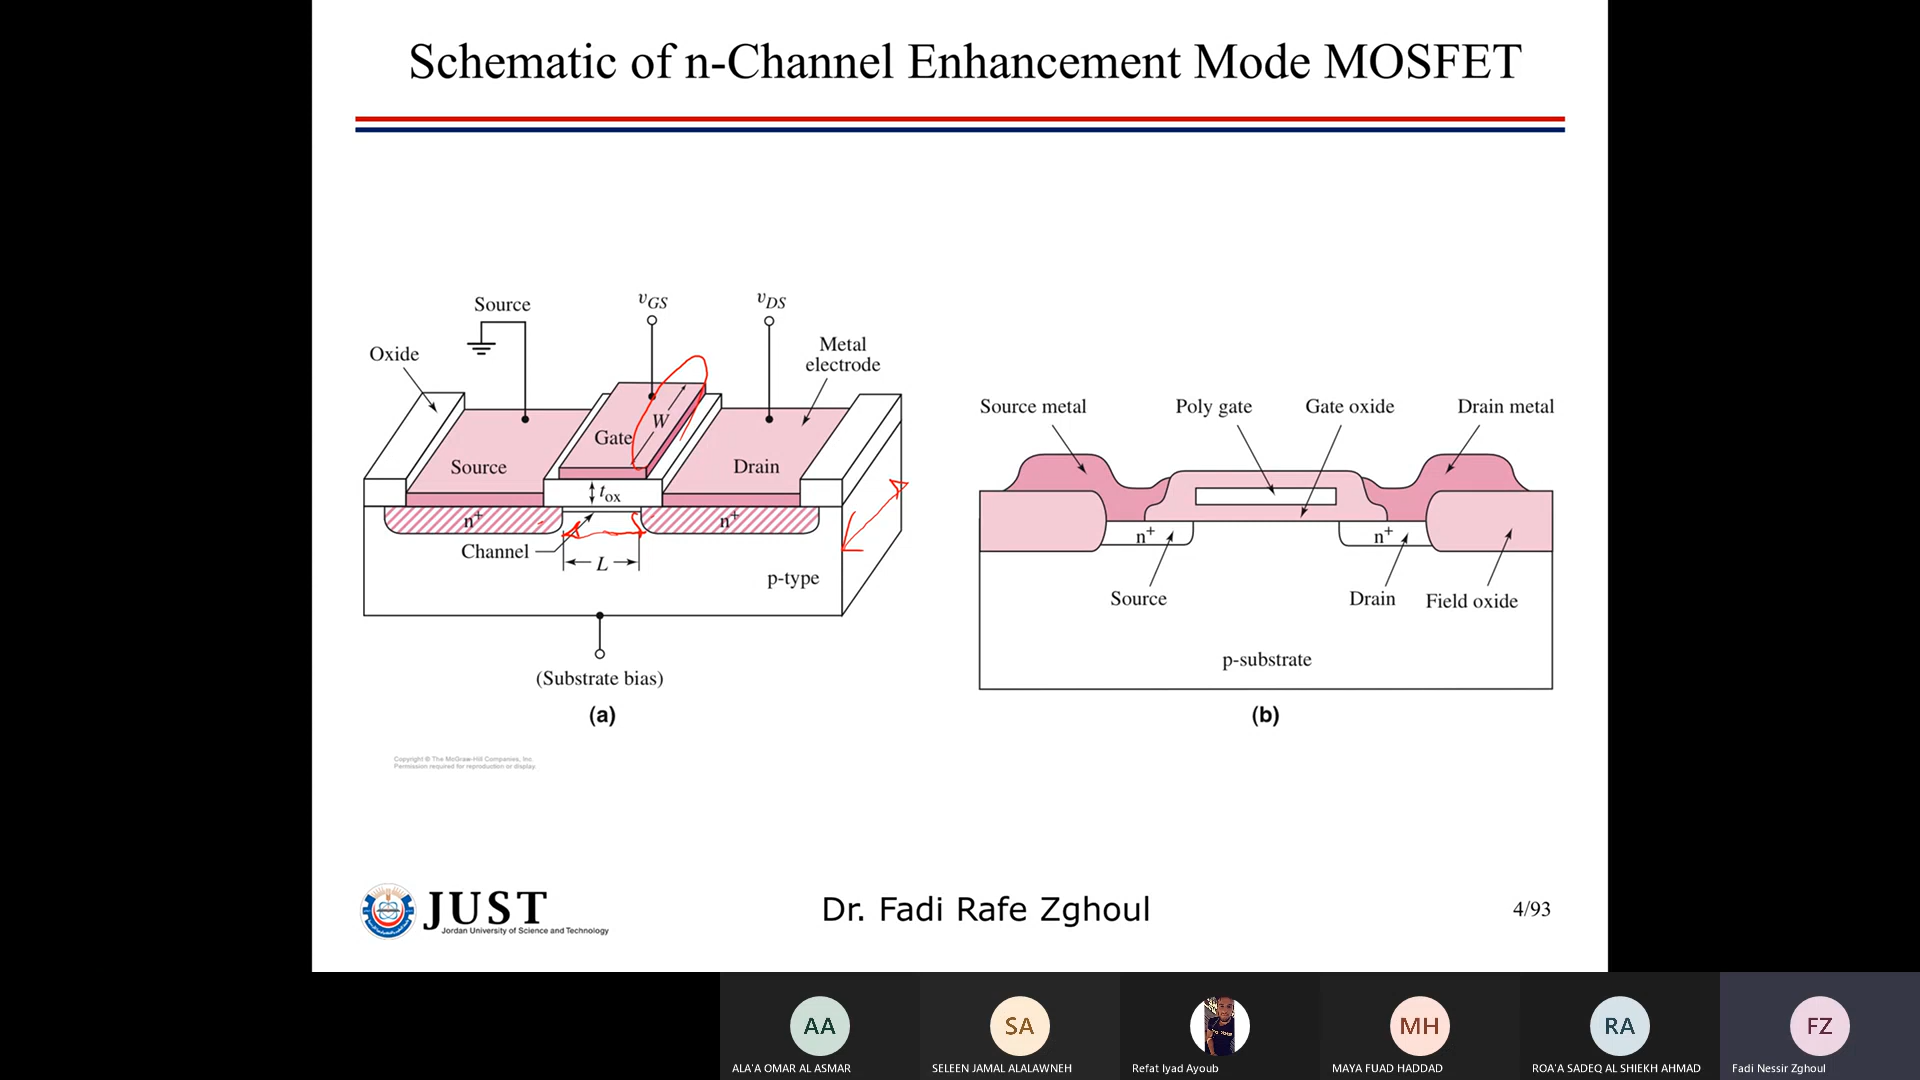 Schematic of n-Channel Enhancement Mode MOSFET
Source
vGS
vDS
Oxide
Metal
electrode
W
Gate
Source
Drain
tox
n+
n+
Channel
L
p-type
(Substrate bias)
(a)
Source metal
Poly gate
Gate oxide
Drain metal
n+
n+
Source
Drain
Field oxide
p-substrate
(b)
Copyright © The McGraw-Hill Companies, Inc.
Permission required for reproduction or display.
JUST
Jordan University of Science and Technology
Dr. Fadi Rafe Zghoul
4/93
AA
SA
MH
RA
FZ
ALA'A OMAR AL ASMAR
SELEEN JAMAL ALALAWNEH
Refat Iyad Ayoub
MAYA FUAD HADDAD
ROA'A SADEQ AL SHIEKH AHMAD
Fadi Nessir Zghoul